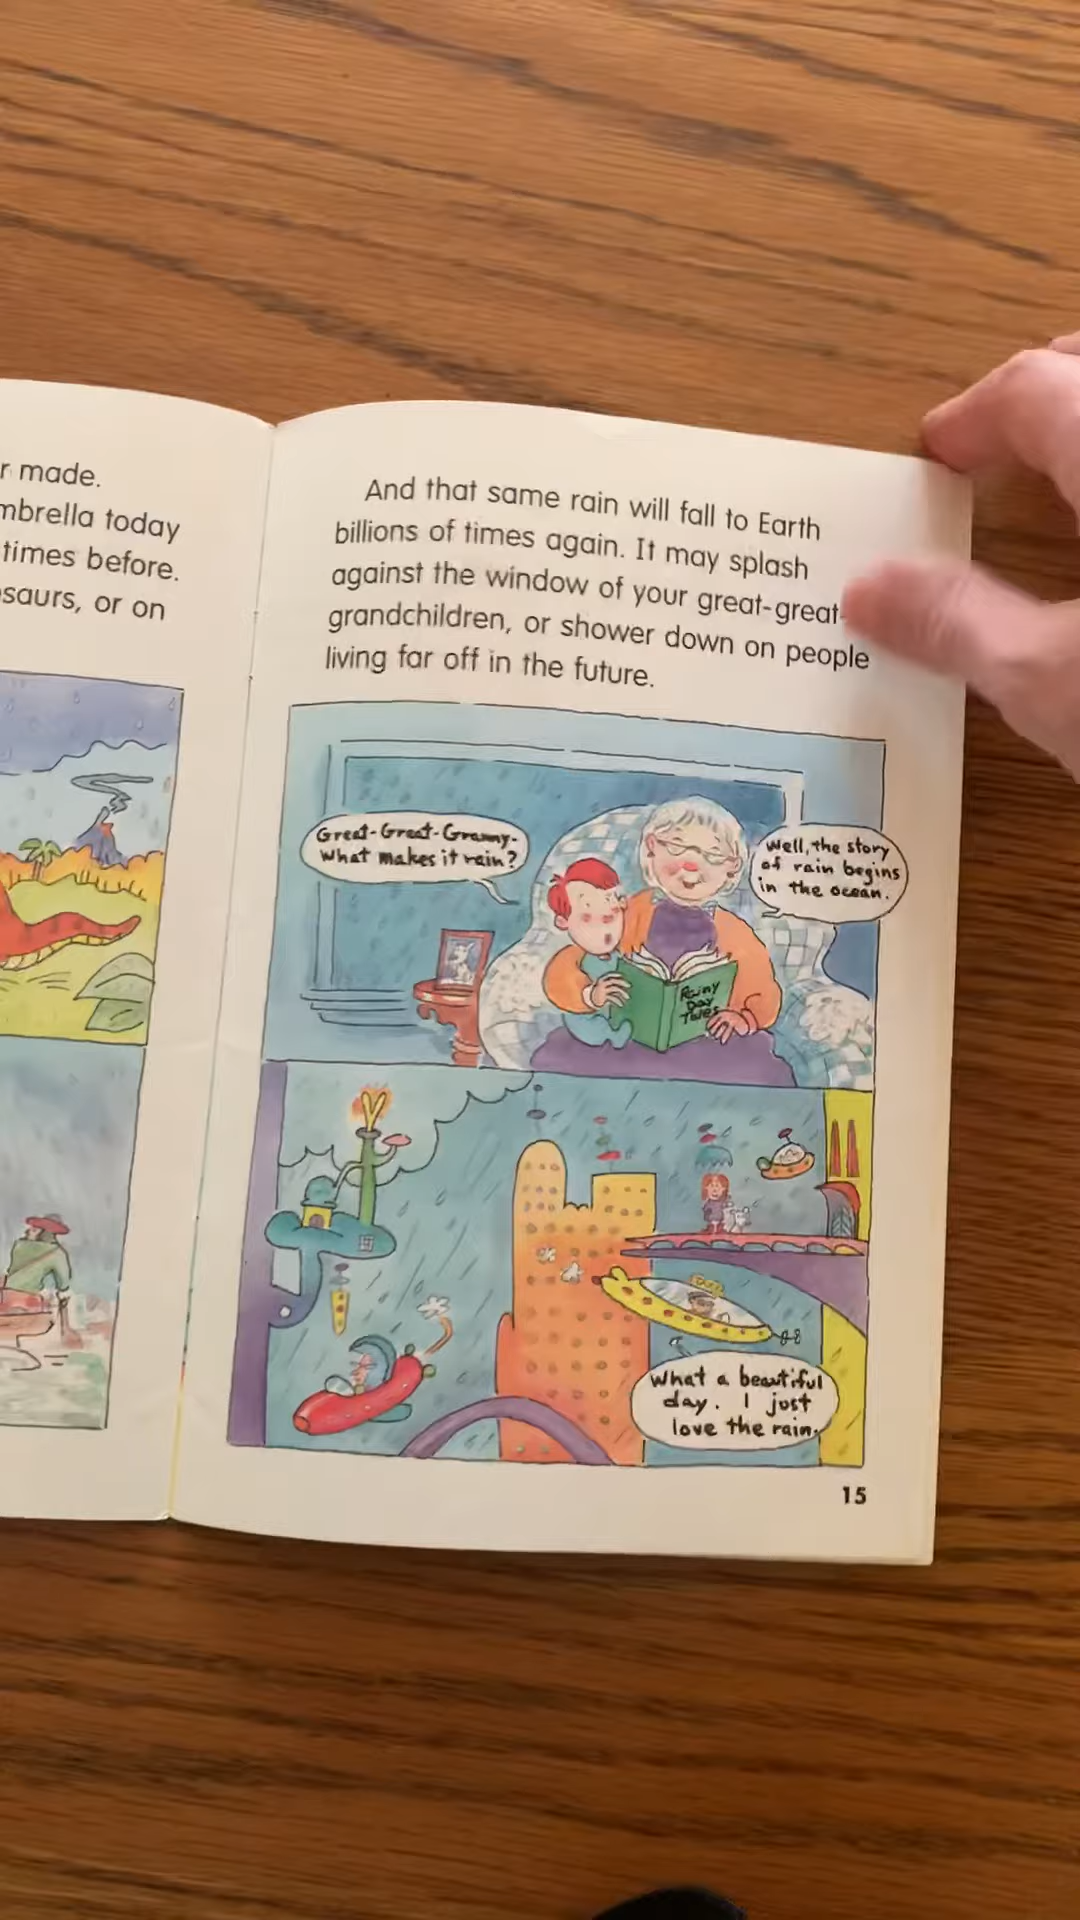 r made.
mbrella today
times before.
saurs, or on
And that same rain will fall to Earth
billions of times again. It may splash
against the window of your great-great-
grandchildren, or shower down on people
living far off in the future.
Great-Great-Granny-
what makes it rain?
Well, the story
of rain begins
in the ocean.
Rainy
Day
Tales
What a beautiful
day. I just
love the rain.
15